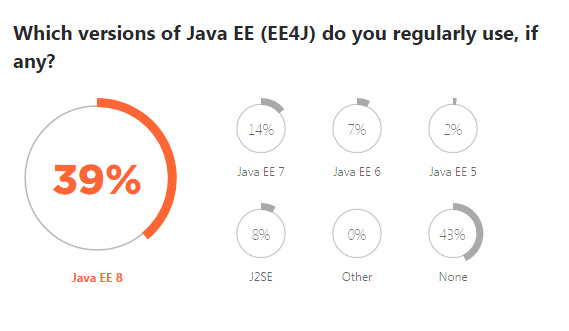 Which versions of Java EE (EE4J) do you regularly use, if
any?
39%
Java EE 8
14%
7%
2%
Java EE 7
Java EE 6
Java EE 5
8%
0%
43%
J2SE
Other
None